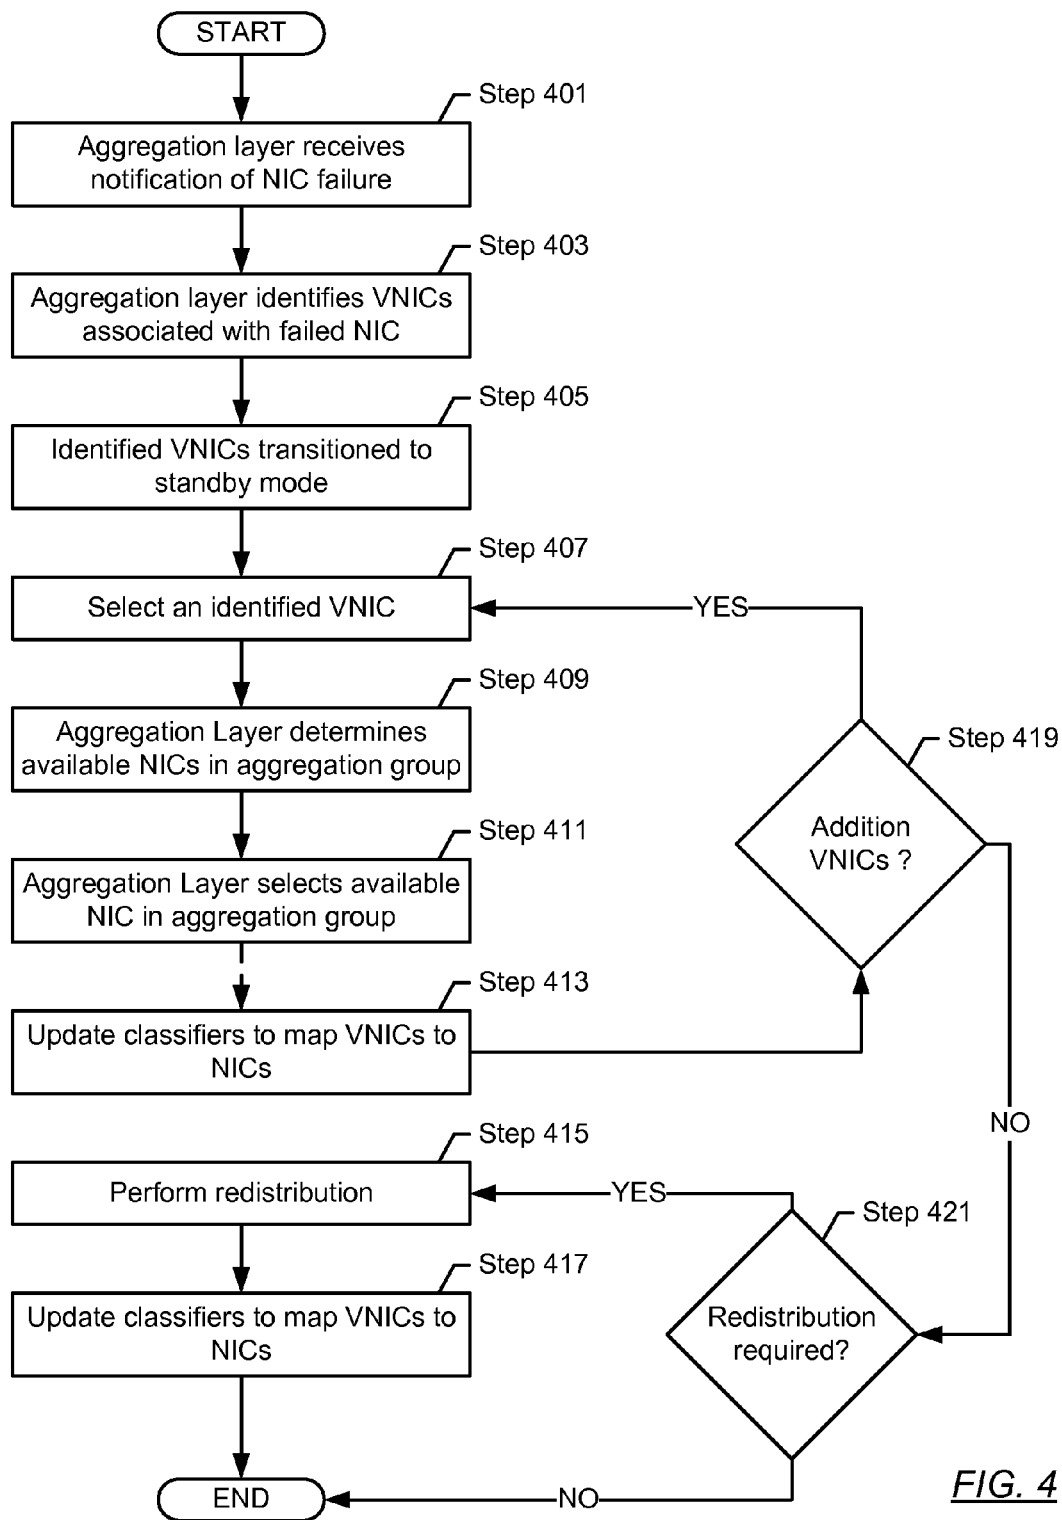 START
Step 401
Aggregation layer receives
notification of NIC failure
Step 403
Aggregation layer identifies VNICs
associated with failed NIC
Step 405
Identified VNICs transitioned to
standby mode
Step 407
Select an identified VNIC
YES
Step 409
Aggregation Layer determines
available NICs in aggregation group
Step 419
Addition
VNICs ?
Step 411
Aggregation Layer selects available
NIC in aggregation group
Step 413
Update classifiers to map VNICs to
NICs
NO
Step 415
Perform redistribution
YES
Step 421
Redistribution
required?
Step 417
Update classifiers to map VNICs to
NICs
END
NO
FIG. 4